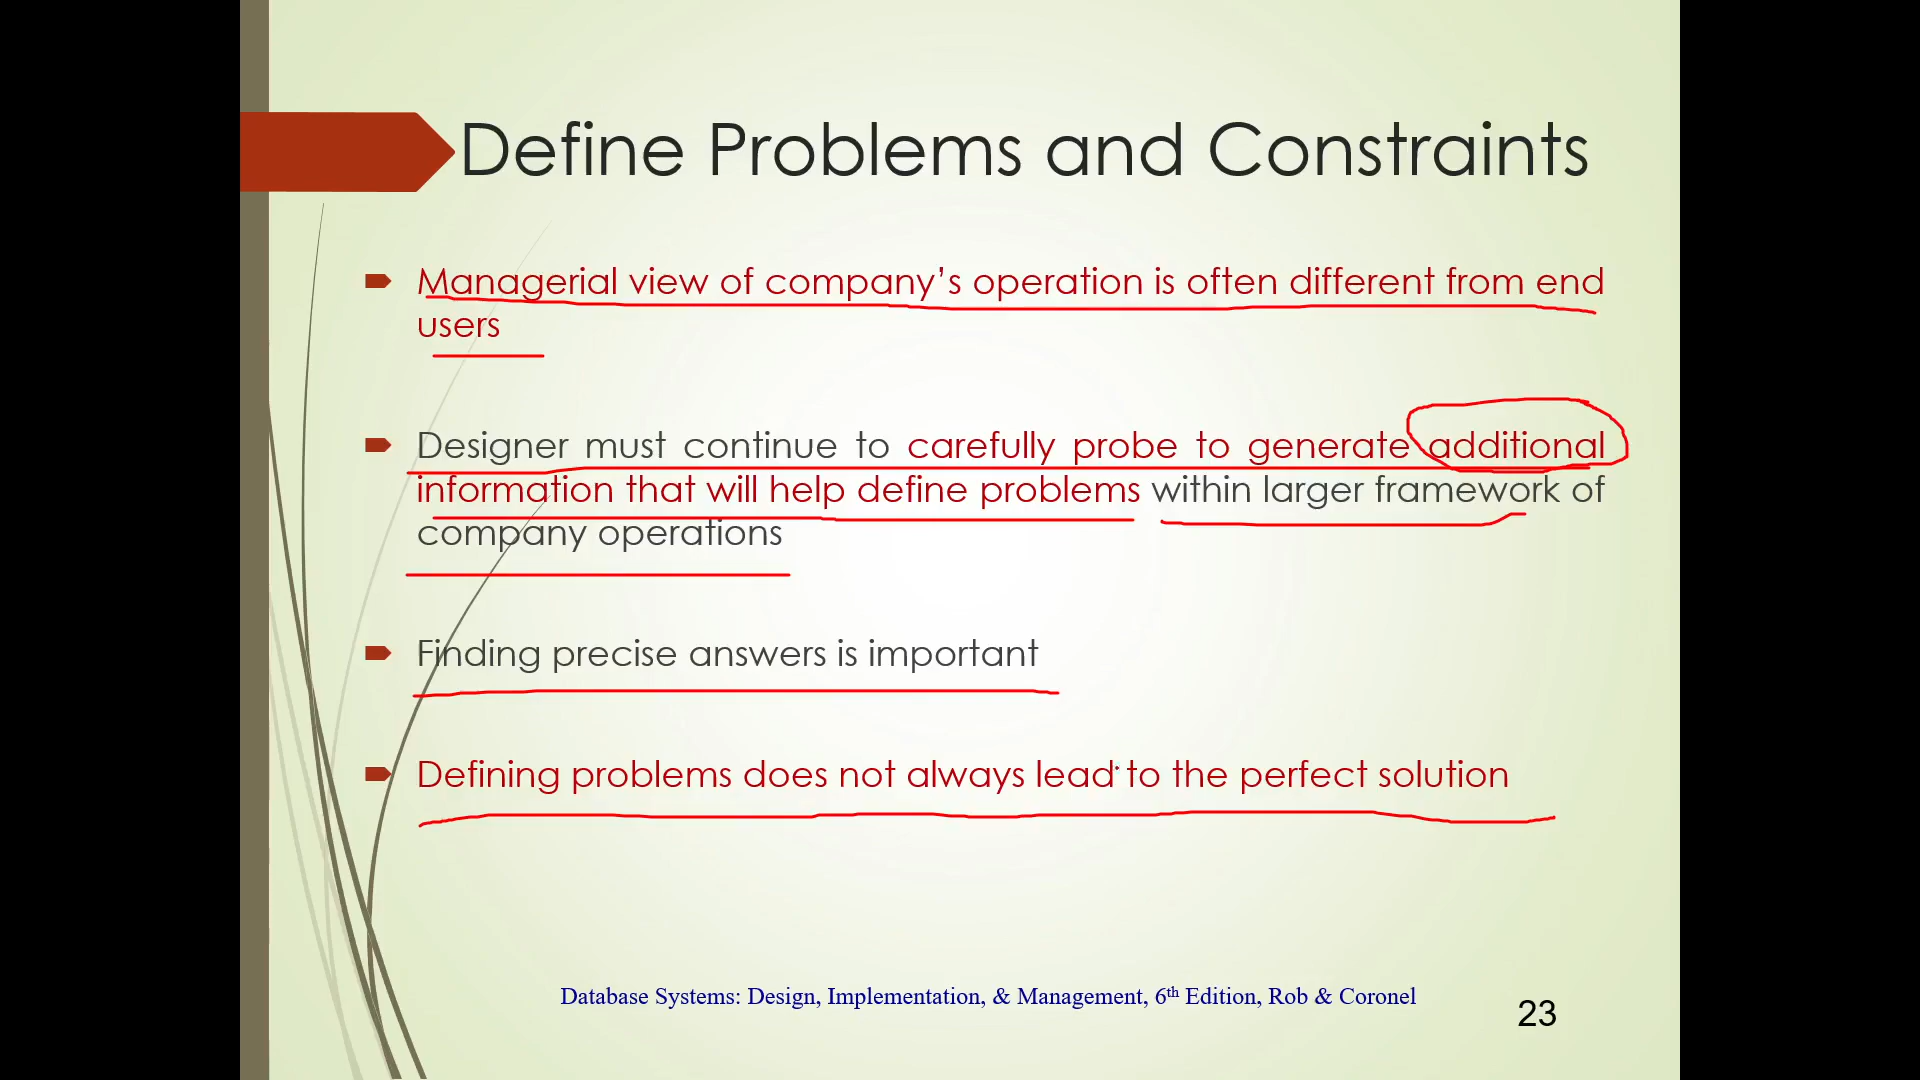 Define Problems and Constraints
Managerial view of company’s operation is often different from end
users
Designer must continue to carefully probe to generate additional
information that will help define problems within larger framework of
company operations
Finding precise answers is important
Defining problems does not always lead to the perfect solution
Database Systems: Design, Implementation, & Management, 6th Edition, Rob & Coronel
23